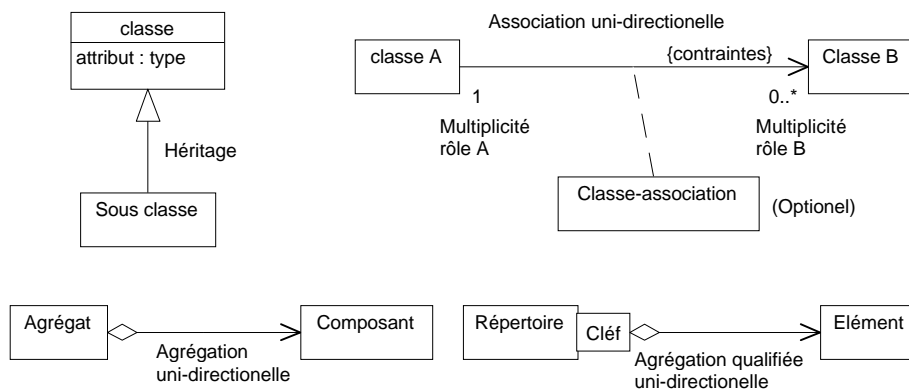 classe
attribut : type
Héritage
Sous classe
Association uni-directionelle
classe A
{contraintes}
Classe B
1
0..*
Multiplicité
rôle A
Multiplicité
rôle B
Classe-association
(Optionel)
Agrégat
Composant
Agrégation
uni-directionelle
Répertoire
Cléf
Elément
Agrégation qualifiée
uni-directionelle